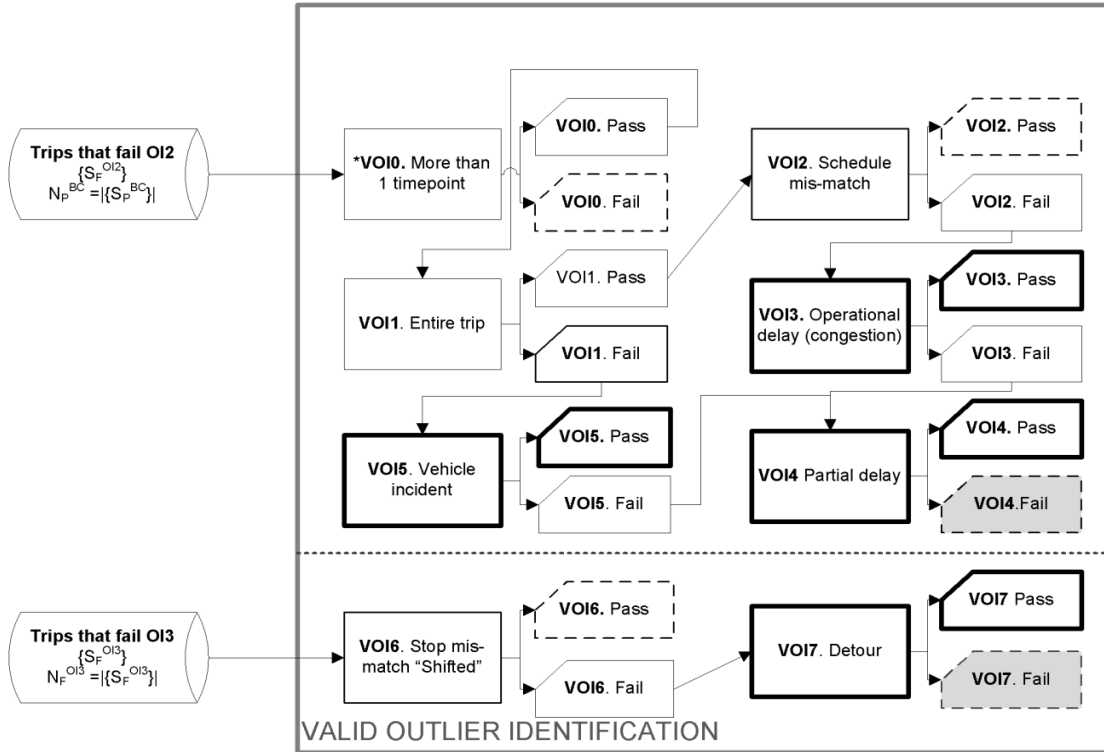 Trips that fail OI2
{S_F^OI2}
N_P^BC =|{S_P^BC}|
*VOI0. More than
1 timepoint
VOI0. Pass
VOI0. Fail
VOI2. Schedule
mis-match
VOI2. Pass
VOI2. Fail
VOI1. Entire trip
VOI1. Pass
VOI1. Fail
VOI3. Operational
delay (congestion)
VOI3. Pass
VOI3. Fail
VOI5. Vehicle
incident
VOI5. Pass
VOI5. Fail
VOI4 Partial delay
VOI4. Pass
VOI4.Fail
Trips that fail OI3
{S_F^OI3}
N_F^OI3 =|{S_F^OI3}|
VOI6. Stop mis-
match “Shifted”
VOI6. Pass
VOI6. Fail
VOI7. Detour
VOI7 Pass
VOI7. Fail
VALID OUTLIER IDENTIFICATION